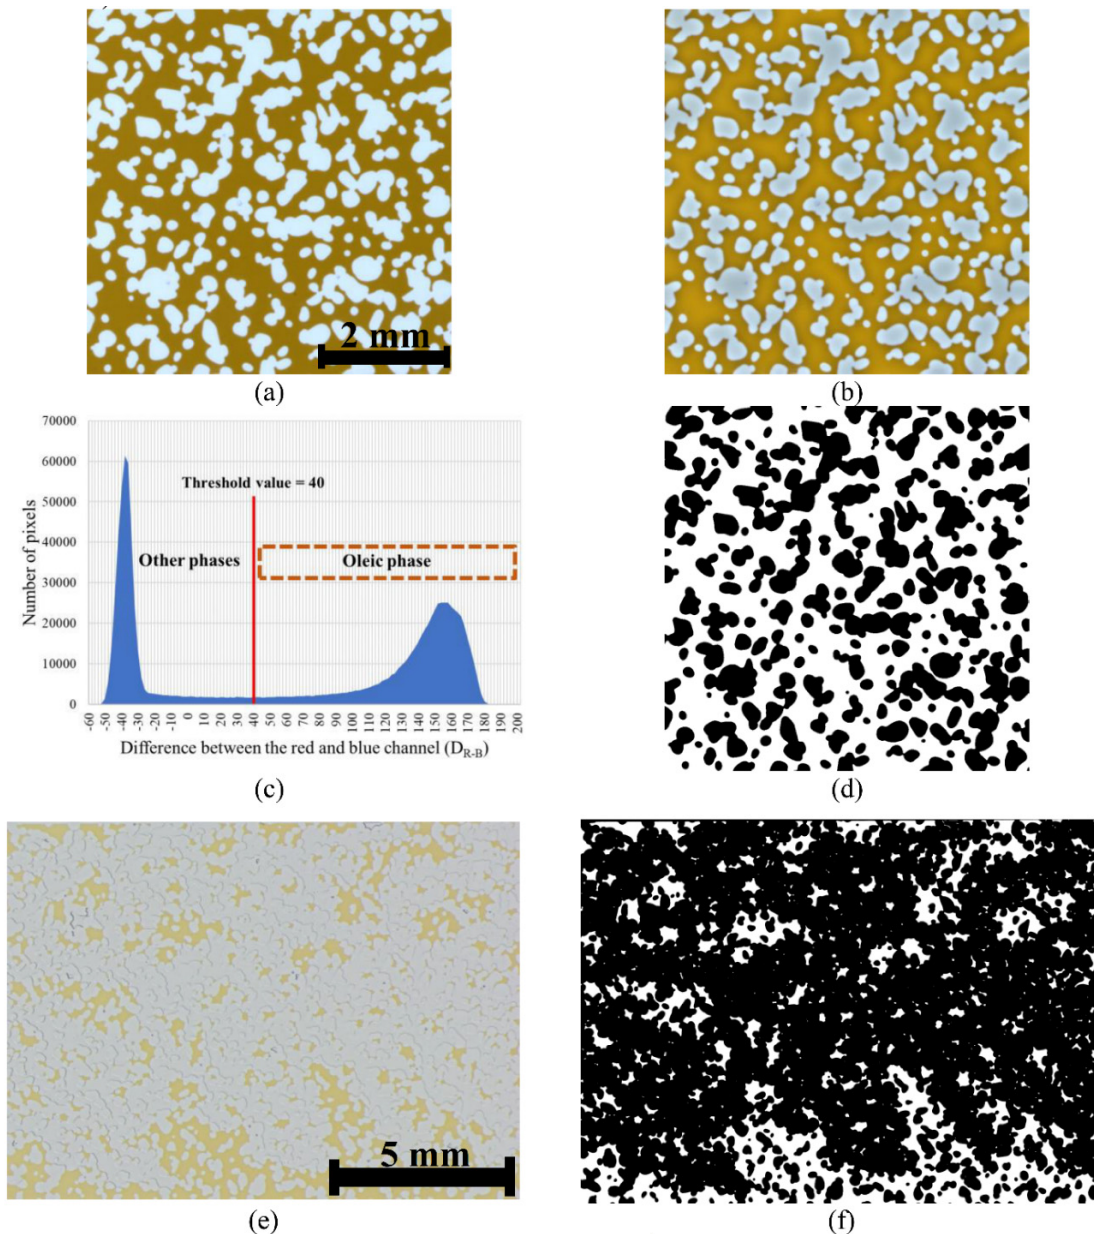 2 mm
(a)
(b)
70000
60000
50000
40000
30000
20000
10000
0
Number of pixels
Threshold value = 40
Other phases
Oleic phase
-60 -50 -40 -30 -20 -10 0 10 20 30 40 50 60 70 80 90 100 110 120 130 140 150 160 170 180 190 200
Difference between the red and blue channel (D_R-B)
(c)
(d)
5 mm
(e)
(f)